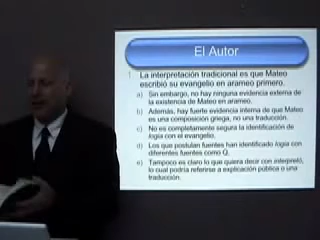 El Autor
1. La interpretación tradicional es que Mateo
escribió su evangelio en arameo primero.
a) Sin embargo, no hay ninguna evidencia externa de
la existencia de Mateo en arameo.
b) Además, hay fuerte evidencia interna de que Mateo
es una composición griega, no una traducción.
c) No es completamente segura la identificación de
logia con el evangelio.
d) Los que postulan fuentes han identificado logia con
diferentes fuentes como Q.
e) Tampoco es claro lo que quiera decir con interpretó,
lo cual podría referirse a explicación pública o una
traducción.